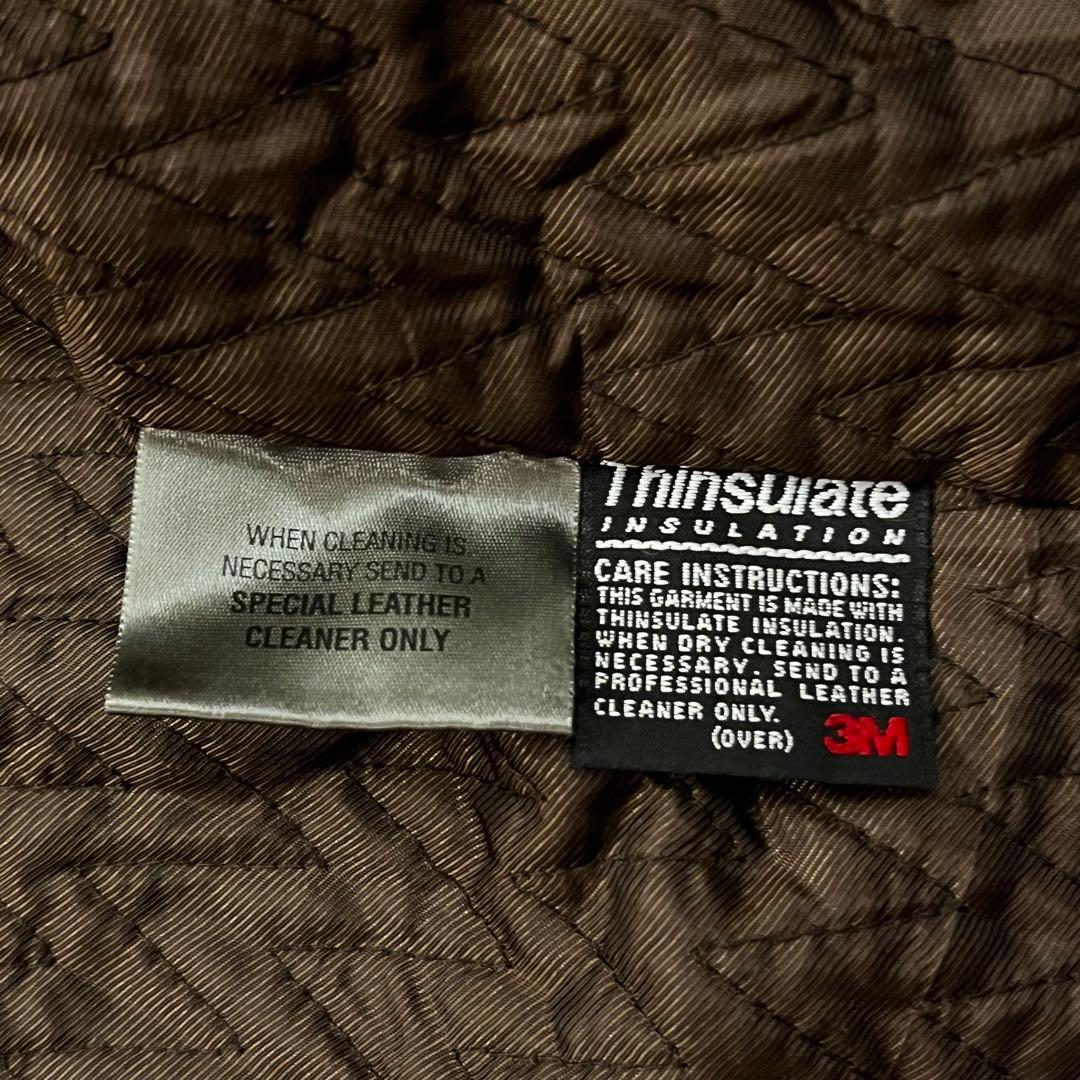 WHEN CLEANING IS
NECESSARY SEND TO A
SPECIAL LEATHER
CLEANER ONLY
Thinsulate
INSULATION
CARE INSTRUCTIONS:
THIS GARMENT IS MADE WITH
THINSULATE INSULATION.
WHEN DRY CLEANING IS
NECESSARY. SEND TO A
PROFESSIONAL LEATHER
CLEANER ONLY.
(OVER)
3M